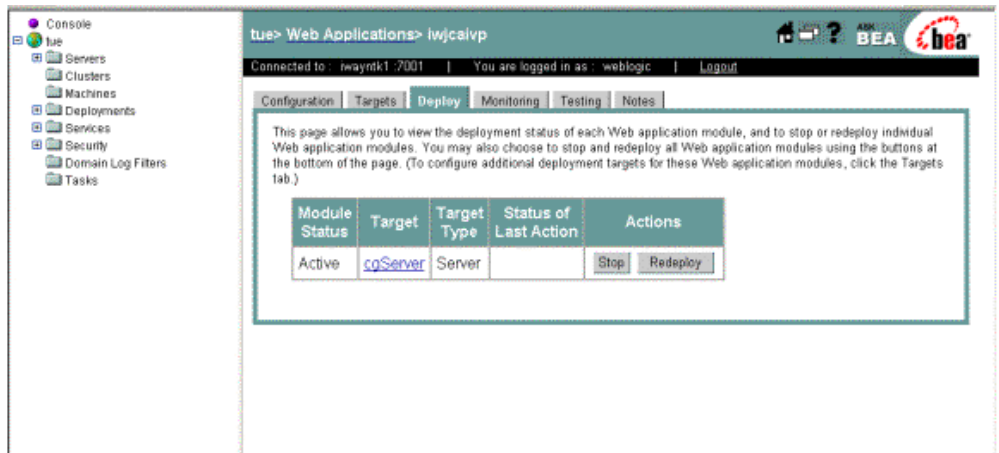 Console
tue
Servers
Clusters
Machines
Deployments
Services
Security
Domain Log Filters
Tasks
tue> Web Applications> iwjcaivp
ASK BEA
bea
Connected to : iwayntk1 :7001 | You are logged in as : weblogic | Logout
Configuration Targets Deploy Monitoring Testing Notes
This page allows you to view the deployment status of each Web application module, and to stop or redeploy individual
Web application modules. You may also choose to stop and redeploy all Web application modules using the buttons at
the bottom of the page. (To configure additional deployment targets for these Web application modules, click the Targets
tab.)
Module Status Target Target Type Status of Last Action Actions
Active cgServer Server Stop Redeploy